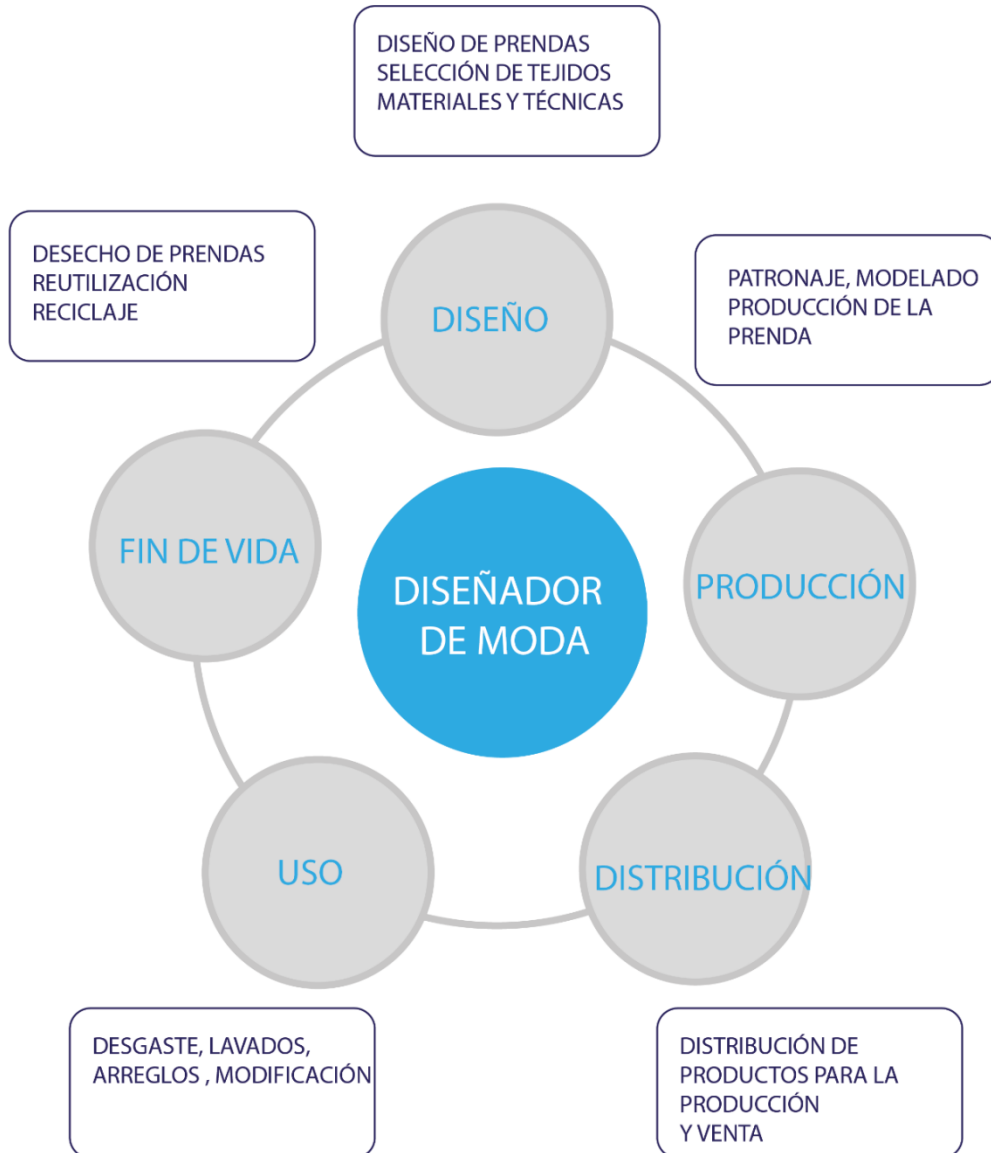 DISEÑO DE PRENDAS
SELECCIÓN DE TEJIDOS
MATERIALES Y TÉCNICAS
DESECHO DE PRENDAS
REUTILIZACIÓN
RECICLAJE
PATRONAJE, MODELADO
PRODUCCIÓN DE LA
PRENDA
DISEÑO
FIN DE VIDA
PRODUCCIÓN
DISEÑADOR
DE MODA
USO
DISTRIBUCIÓN
DESGASTE, LAVADOS,
ARREGLOS , MODIFICACIÓN
DISTRIBUCIÓN DE
PRODUCTOS PARA LA
PRODUCCIÓN
Y VENTA